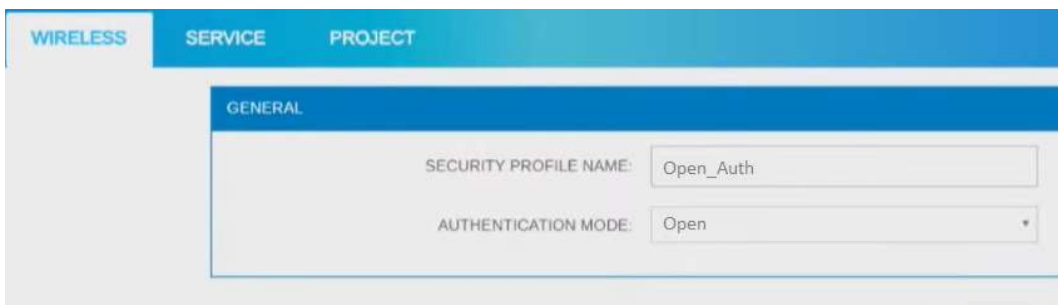 WIRELESS SERVICE PROJECT
GENERAL
SECURITY PROFILE NAME: Open_Auth
AUTHENTICATION MODE: Open